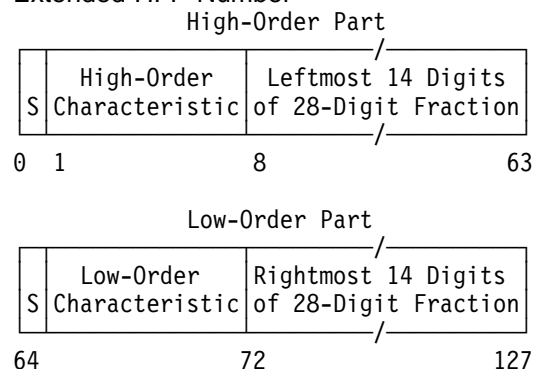 Extended HFP Number
High-Order Part
High-Order Leftmost 14 Digits
S Characteristic of 28-Digit Fraction
0 1 8 63
Low-Order Part
Low-Order Rightmost 14 Digits
S Characteristic of 28-Digit Fraction
64 72 127